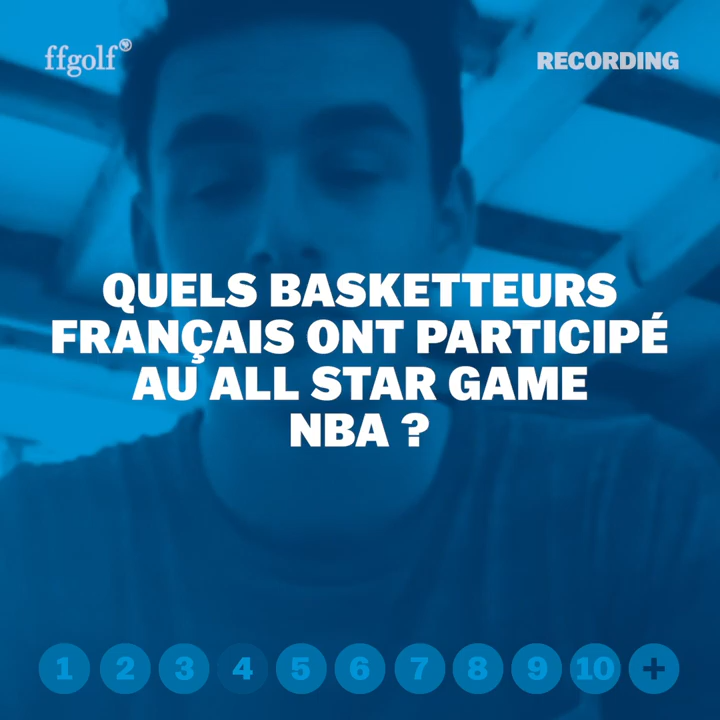 ffgolf
RECORDING
QUELS BASKETTEURS
FRANÇAIS ONT PARTICIPÉ
AU ALL STAR GAME
NBA ?
1 2 3 4 5 6 7 8 9 10 +